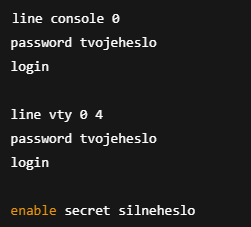 line console 0
password tvojeheslo
login

line vty 0 4
password tvojeheslo
login

enable secret silneheslo